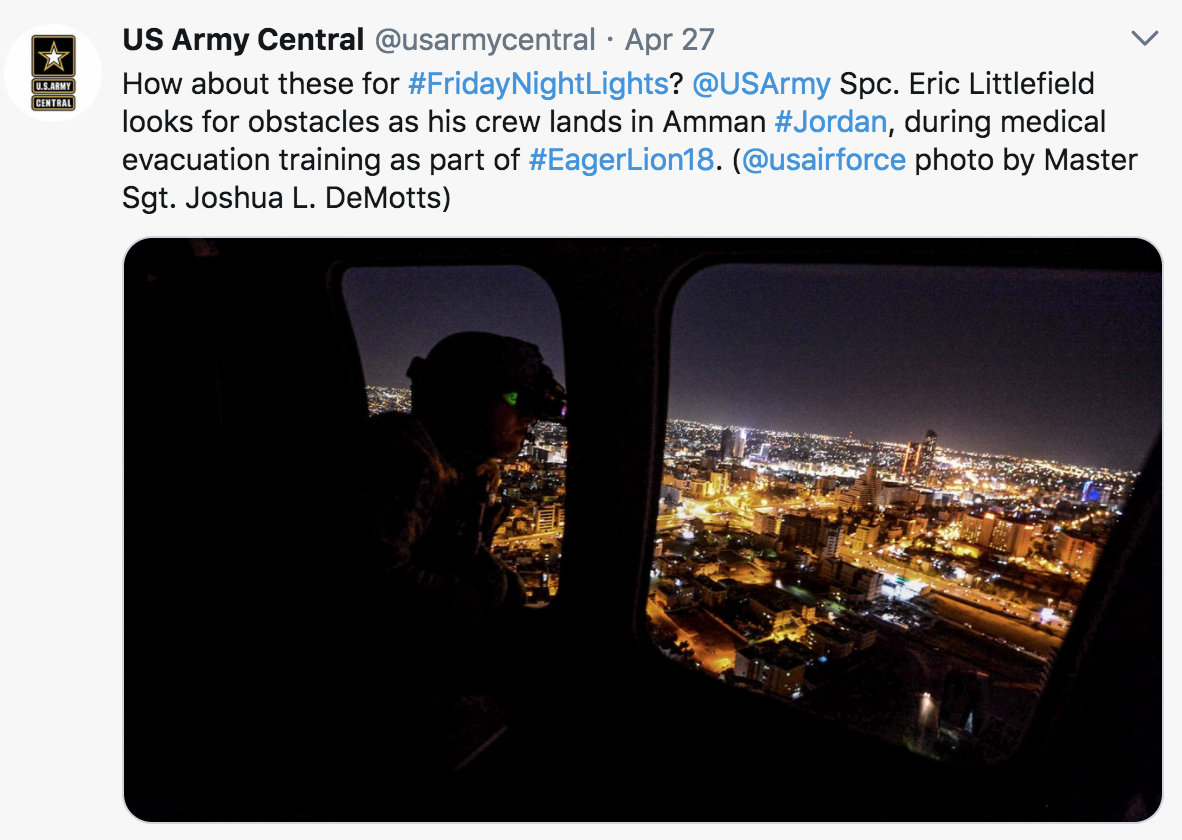 US Army Central @usarmycentral · Apr 27
How about these for #FridayNightLights? @USArmy Spc. Eric Littlefield
looks for obstacles as his crew lands in Amman #Jordan, during medical
evacuation training as part of #EagerLion18. (@usairforce photo by Master
Sgt. Joshua L. DeMotts)
U.S.ARMY
CENTRAL